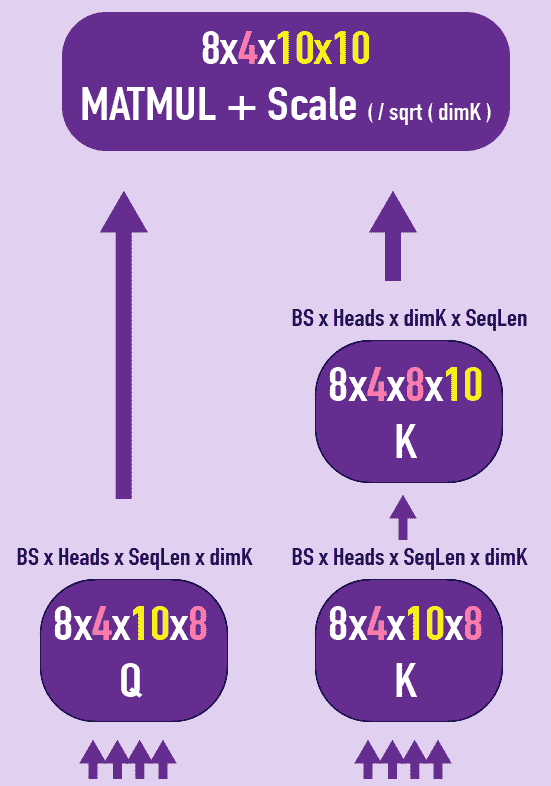 8x4x10x10
MATMUL + Scale ( / sqrt ( dimK )
BS x Heads x dimK x SeqLen
8x4x8x10
K
BS x Heads x SeqLen x dimK
8x4x10x8
Q
BS x Heads x SeqLen x dimK
8x4x10x8
K